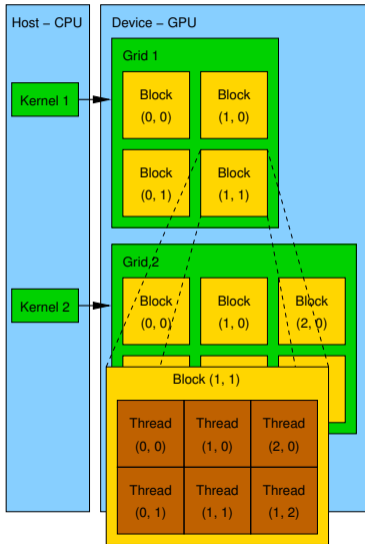 Host – CPU
Device – GPU
Grid 1
Kernel 1
Block
(0, 0)
Block
(1, 0)
Block
(0, 1)
Block
(1, 1)
Grid 2
Kernel 2
Block
(0, 0)
Block
(1, 0)
Block
(2, 0)
Block (1, 1)
Thread
(0, 0)
Thread
(1, 0)
Thread
(2, 0)
Thread
(0, 1)
Thread
(1, 1)
Thread
(1, 2)